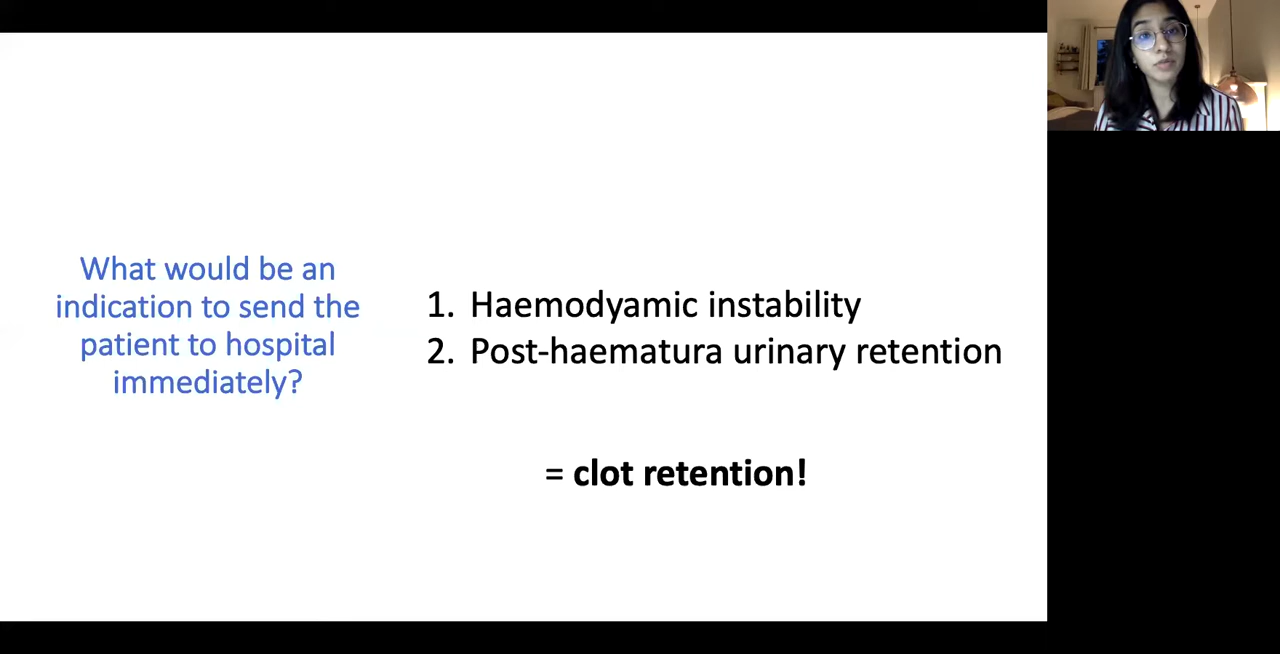 What would be an
indication to send the
patient to hospital
immediately?
1. Haemodyamic instability
2. Post-haematura urinary retention
= clot retention!